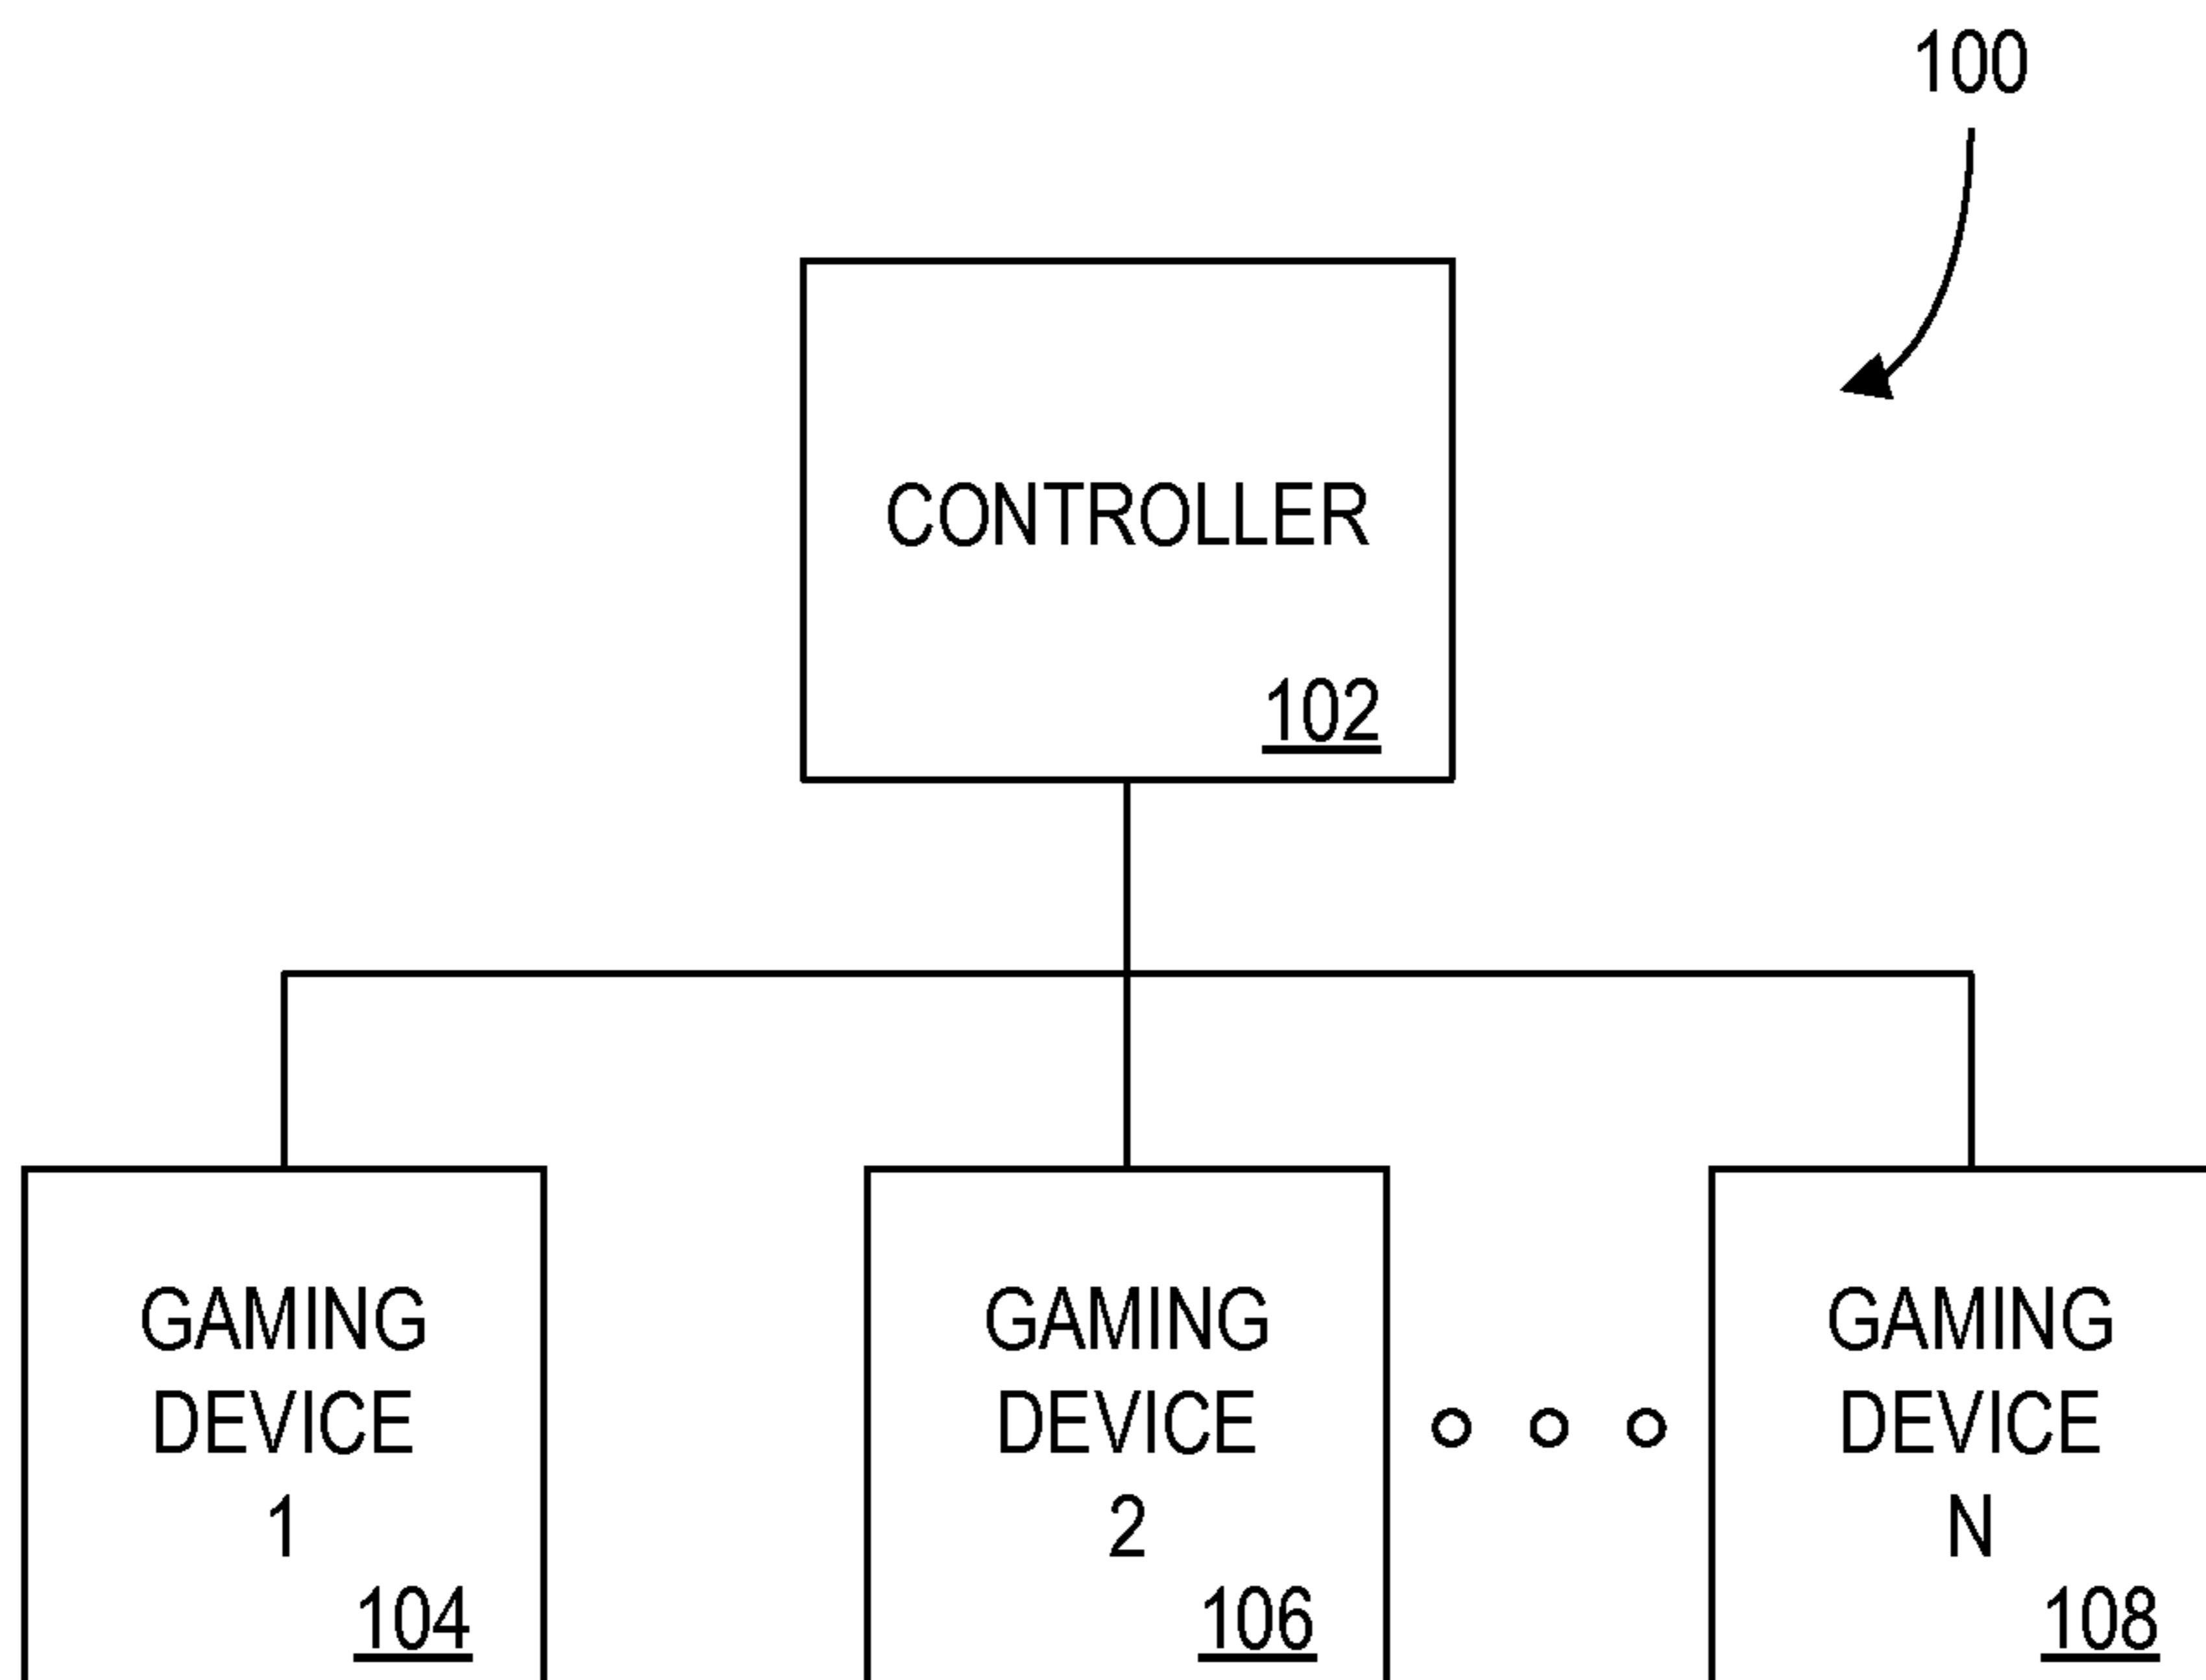 100
CONTROLLER
102
GAMING
DEVICE
1
104
GAMING
DEVICE
2
106
GAMING
DEVICE
N
108